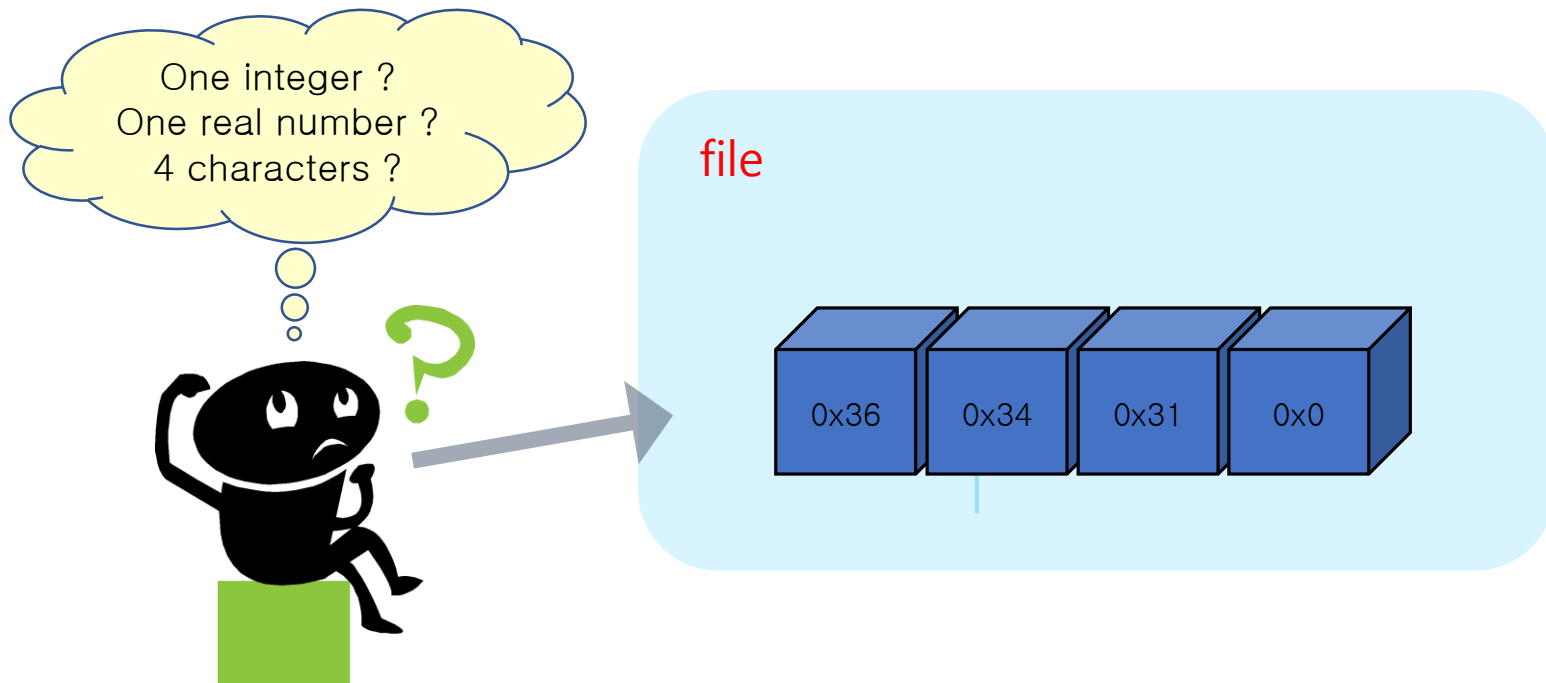 One integer ?
One real number ?
4 characters ?
file
0x36 0x34 0x31 0x0